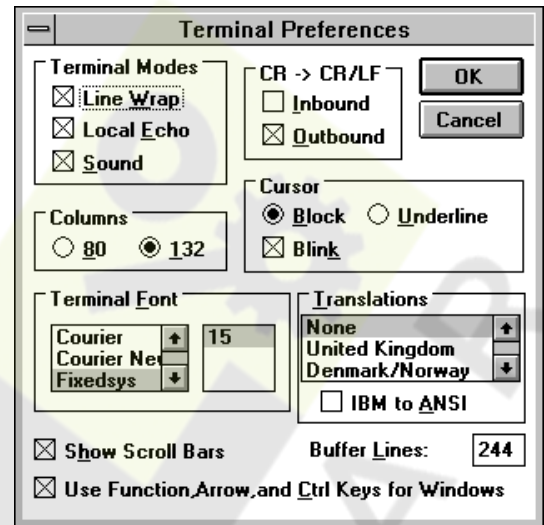 Terminal Preferences
Terminal Modes
Line Wrap
Local Echo
Sound
CR -> CR/LF
Inbound
Outbound
OK
Cancel
Columns
80 132
Cursor
Block Underline
Blink
Terminal Font
Courier
Courier New
Fixedsys
15
Translations
None
United Kingdom
Denmark/Norway
IBM to ANSI
Show Scroll Bars
Buffer Lines: 244
Use Function,Arrow,and Ctrl Keys for Windows